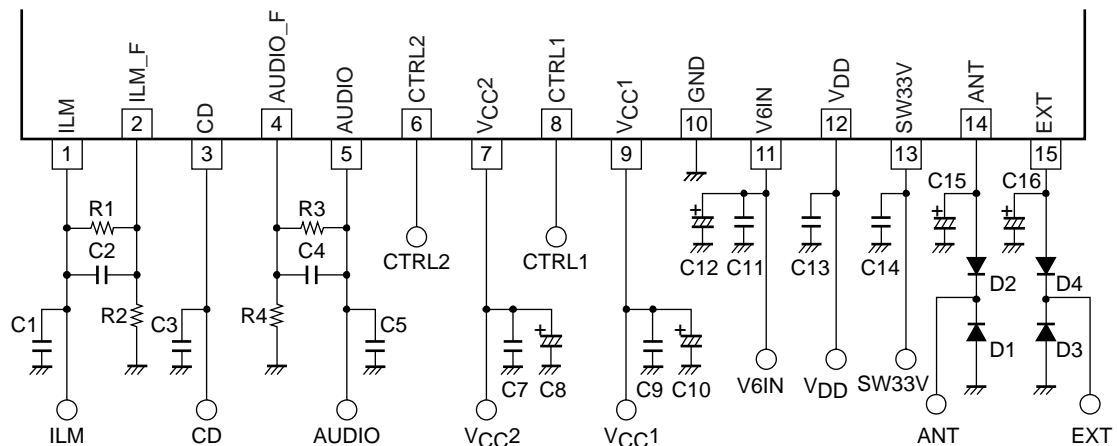 ILM
ILM_F
CD
AUDIO_F
AUDIO
CTRL2
VCC2
CTRL1
VCC1
GND
V6IN
VDD
SW33V
ANT
EXT
1
2
3
4
5
6
7
8
9
10
11
12
13
14
15
R1
C2
R3
C4
CTRL2
CTRL1
C12
C11
C13
C14
C15
C16
D2
D4
C1
R2
C3
R4
C5
C7
C8
C9
C10
D1
D3
V6IN
VDD
SW33V
ILM
CD
AUDIO
VCC2
VCC1
ANT
EXT